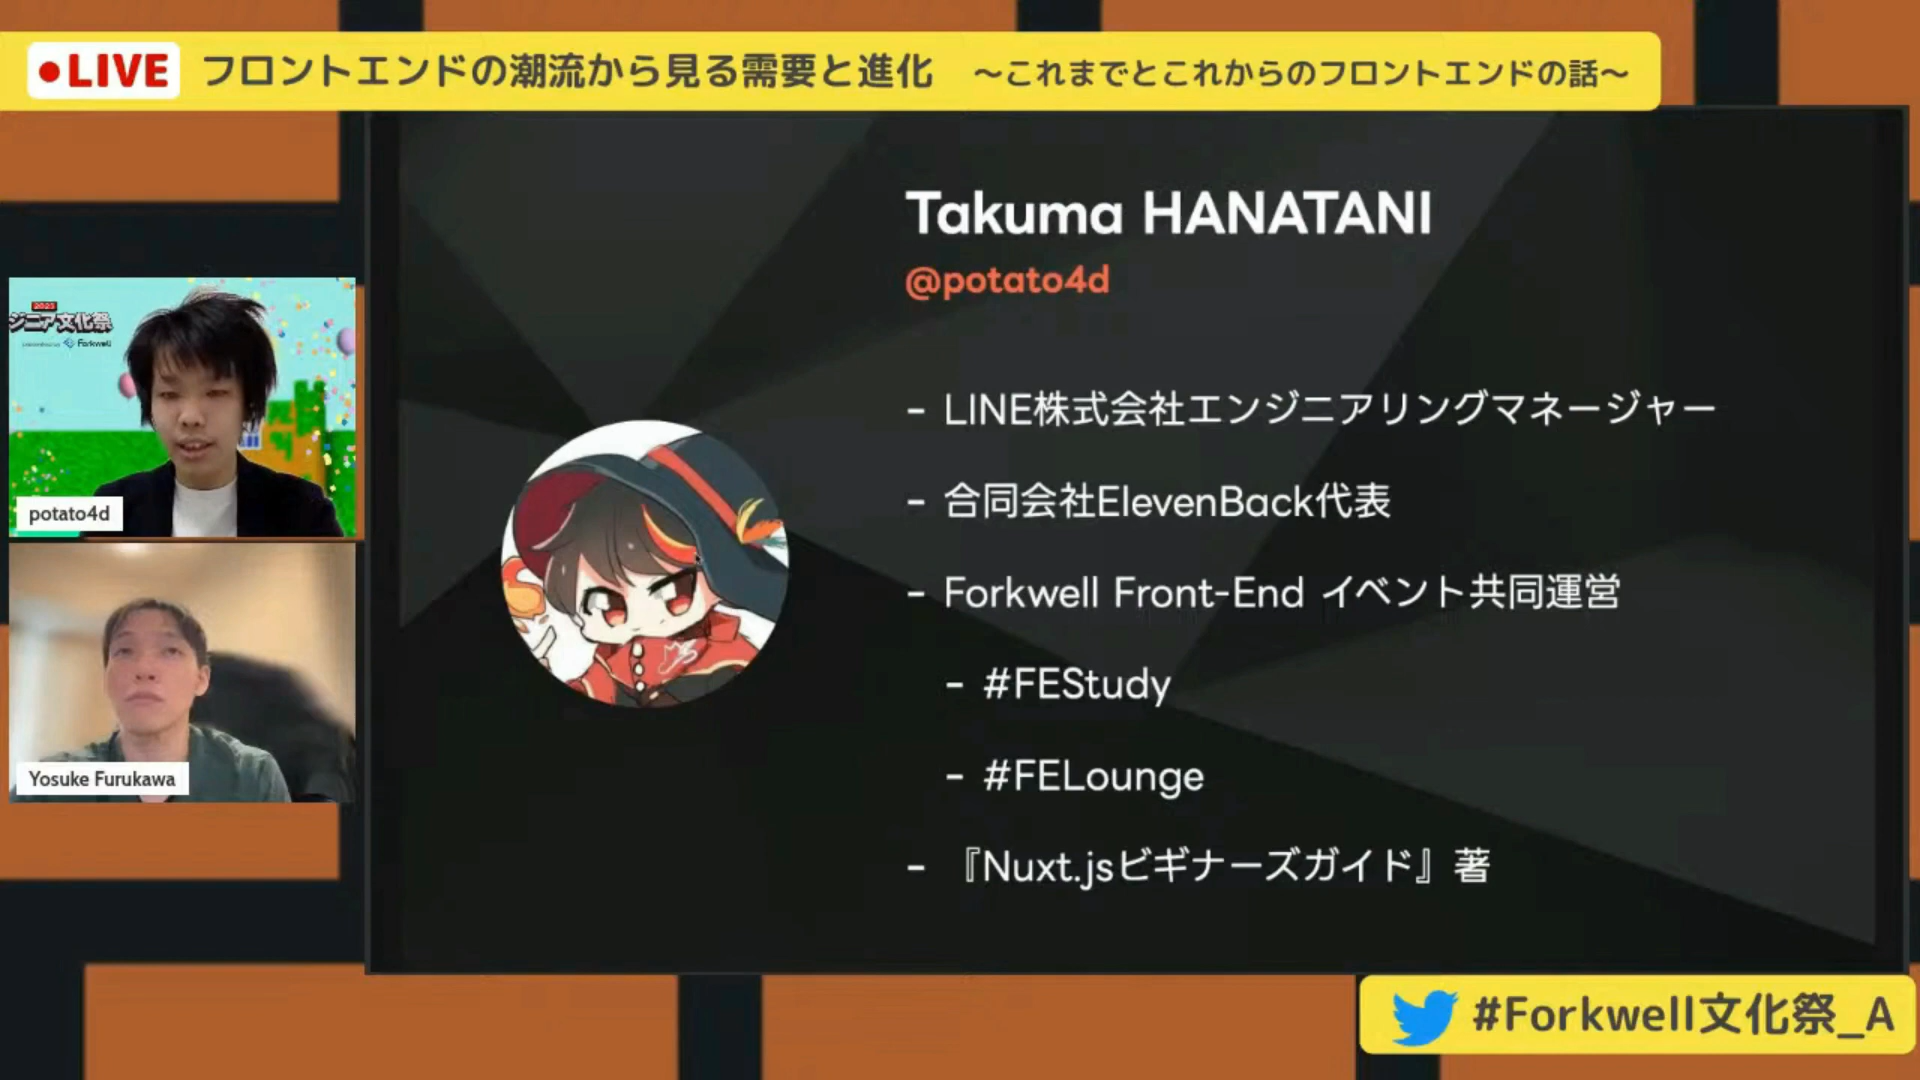 LIVE
フロントエンドの潮流から見る需要と進化 〜これまでとこれからのフロントエンドの話〜
Takuma HANATANI
@potato4d
- LINE株式会社エンジニアリングマネージャー
- 合同会社ElevenBack代表
- Forkwell Front-End イベント共同運営
- #FEStudy
- #FELounge
- 『Nuxt.jsビギナーズガイド』著
2023
ジニア文化祭
Forkwell
potato4d
Yosuke Furukawa
#Forkwell文化祭_A